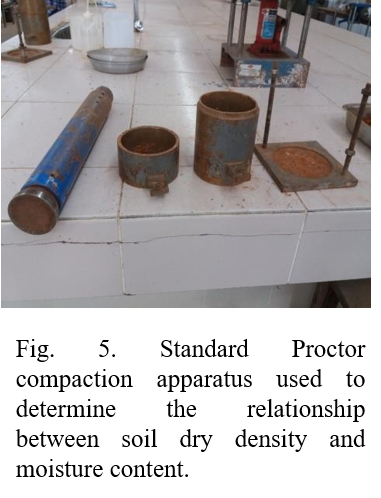 Fig. 5. Standard Proctor
compaction apparatus used to
determine the relationship
between soil dry density and
moisture content.